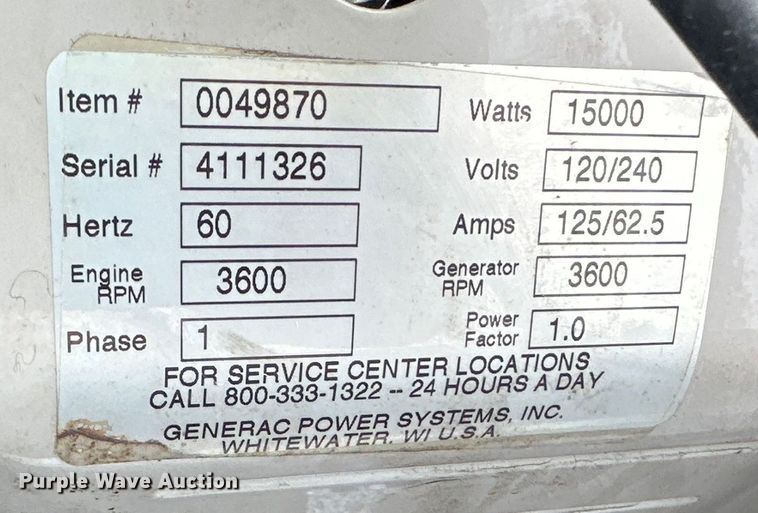 Item # 0049870 Watts 15000
Serial # 4111326 Volts 120/240
Hertz 60 Amps 125/62.5
Engine RPM 3600 Generator RPM 3600
Phase 1 Power Factor 1.0
FOR SERVICE CENTER LOCATIONS
CALL 800-333-1322 -- 24 HOURS A DAY
GENERAC POWER SYSTEMS, INC.
WHITEWATER, WI U.S.A.
Purple Wave Auction